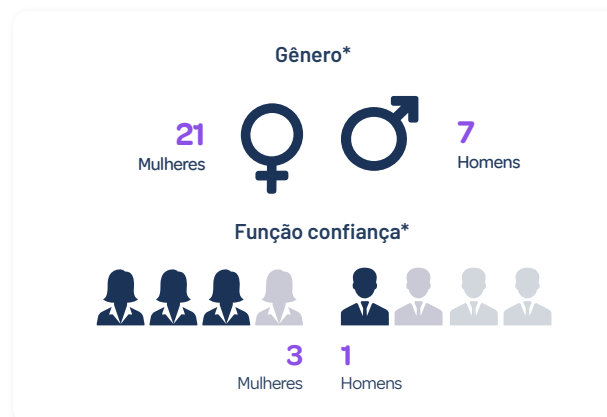 Gênero*
21
Mulheres
7
Homens
Função confiança*
3
Mulheres
1
Homens